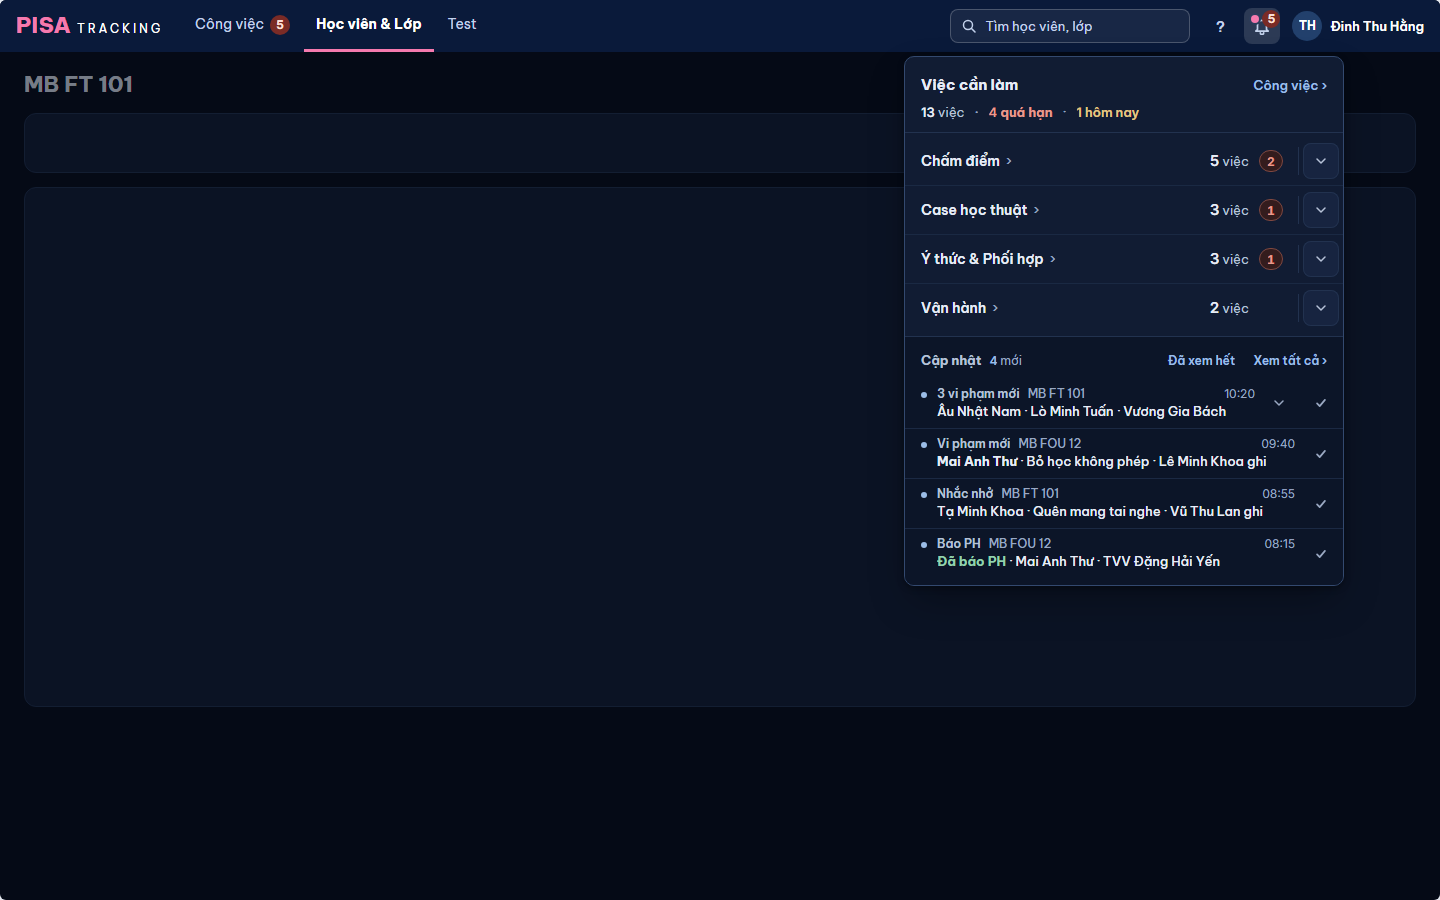 PISA TRACKING Công việc 5 Học viên & Lớp Test Tìm học viên, lớp ? 5 TH Đinh Thu Hằng
MB FT 101
Việc cần làm Công việc ›
13 việc · 4 quá hạn · 1 hôm nay
Chấm điểm › 5 việc 2
Case học thuật › 3 việc 1
Ý thức & Phối hợp › 3 việc 1
Vận hành › 2 việc
Cập nhật 4 mới Đã xem hết Xem tất cả ›
3 vi phạm mới MB FT 101 10:20
Âu Nhật Nam · Lò Minh Tuấn · Vương Gia Bách
Vi phạm mới MB FOU 12 09:40
Mai Anh Thư · Bỏ học không phép · Lê Minh Khoa ghi
Nhắc nhở MB FT 101 08:55
Tạ Minh Khoa · Quên mang tai nghe · Vũ Thu Lan ghi
Báo PH MB FOU 12 08:15
Đã báo PH · Mai Anh Thư · TVV Đặng Hải Yến